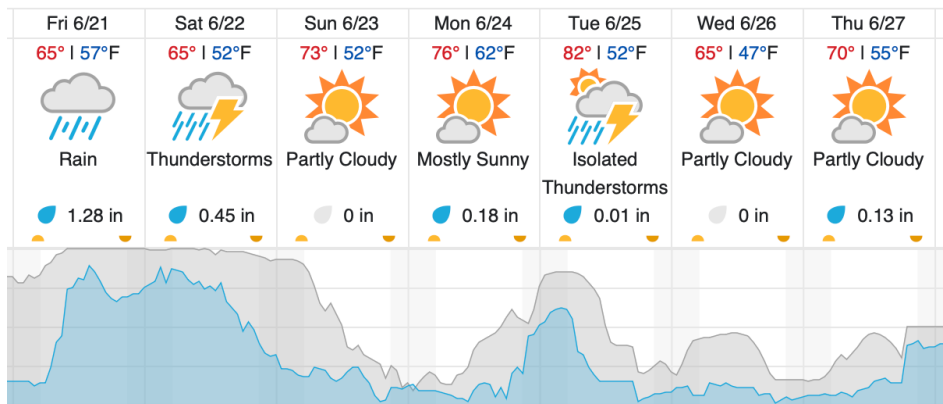 Fri 6/21 Sat 6/22 Sun 6/23 Mon 6/24 Tue 6/25 Wed 6/26 Thu 6/27
65° | 57°F 65° | 52°F 73° | 52°F 76° | 62°F 82° | 52°F 65° | 47°F 70° | 55°F
Rain Thunderstorms Partly Cloudy Mostly Sunny Isolated Partly Cloudy Partly Cloudy
Thunderstorms
1.28 in 0.45 in 0 in 0.18 in 0.01 in 0 in 0.13 in